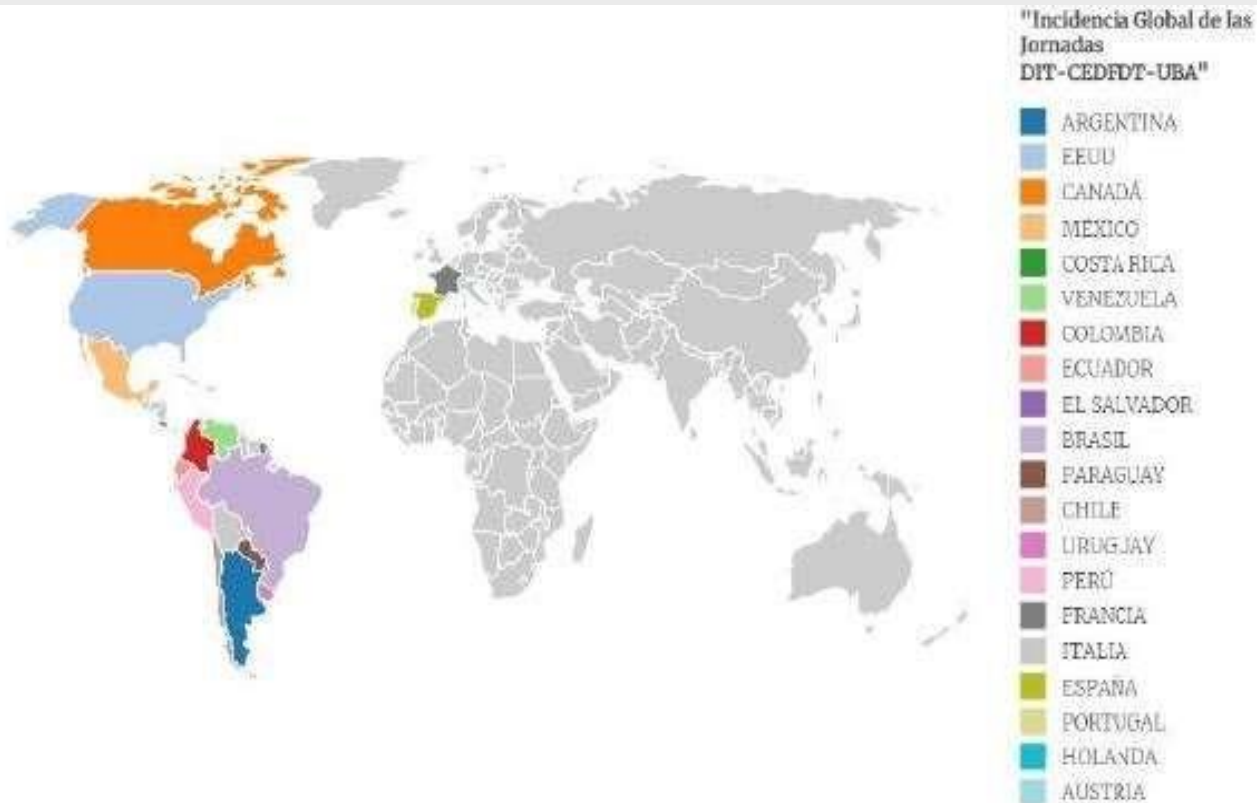 "Incidencia Global de las
Jornadas
DIT-CEDFDT-UBA"
ARGENTINA
EEUU
CANADÁ
MÉXICO
COSTA RICA
VENEZUELA
COLOMBIA
ECUADOR
EL SALVADOR
BRASIL
PARAGUAY
CHILE
URUGUAY
PERÚ
FRANCIA
ITALIA
ESPAÑA
PORTUGAL
HOLANDA
AUSTRIA